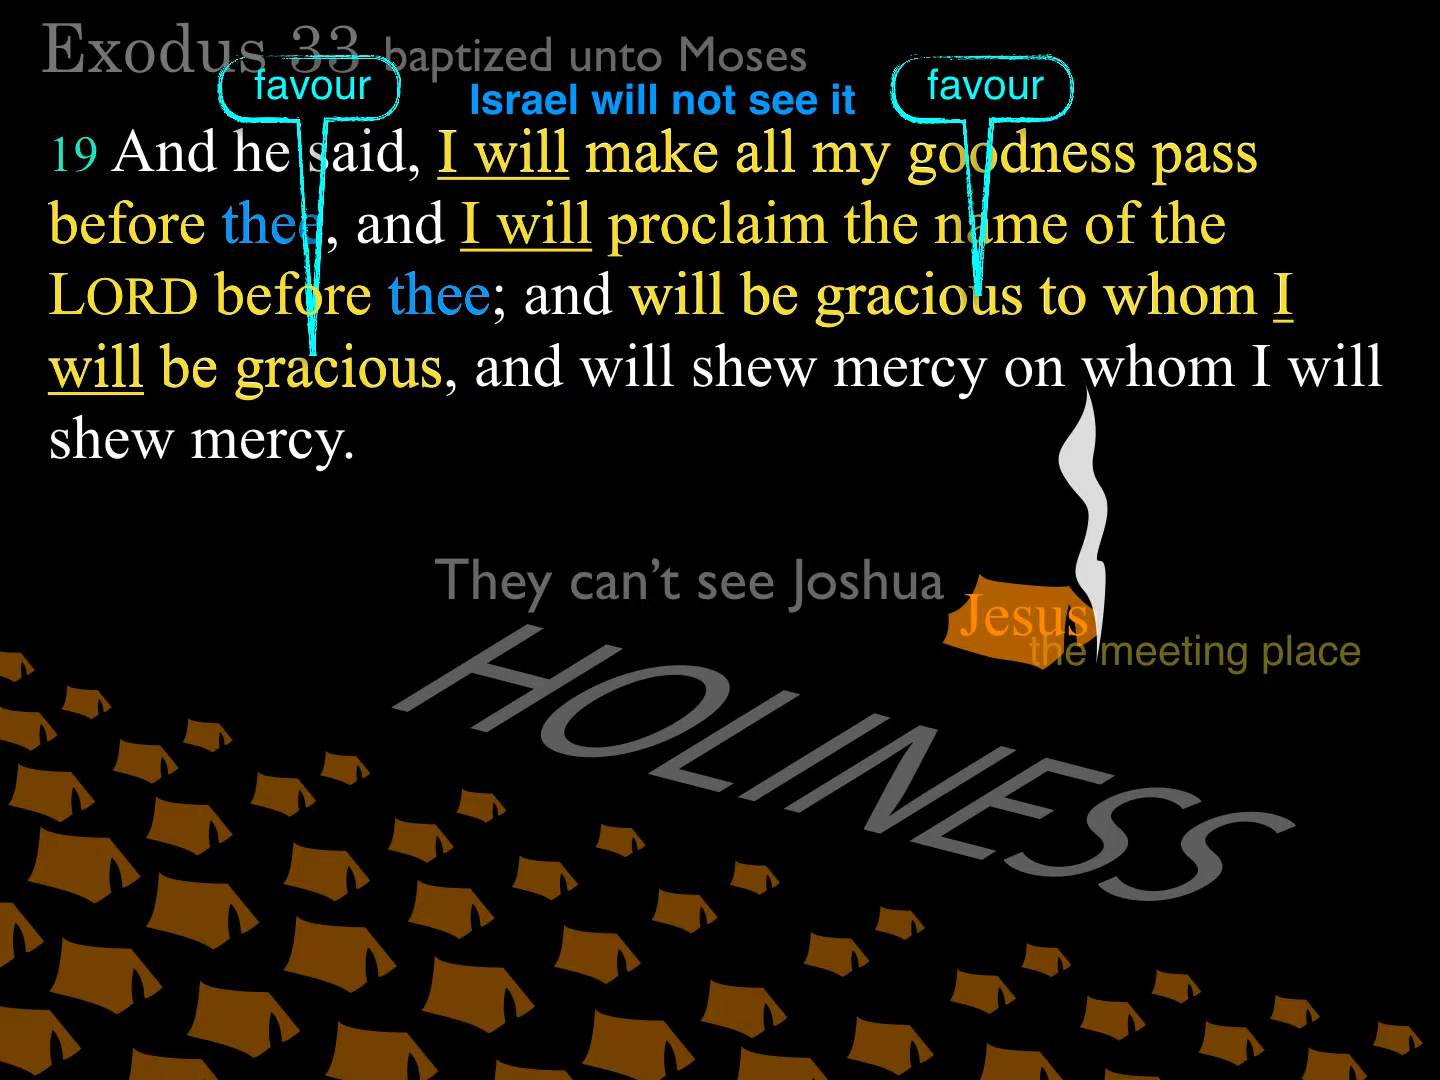 Exodus 33 baptized unto Moses
favour
Israel will not see it
favour
19 And he said, I will make all my goodness pass
before thee, and I will proclaim the name of the
LORD before thee; and will be gracious to whom I
will be gracious, and will shew mercy on whom I will
shew mercy.
They can’t see Joshua
Jesus
the meeting place
HOLINESS